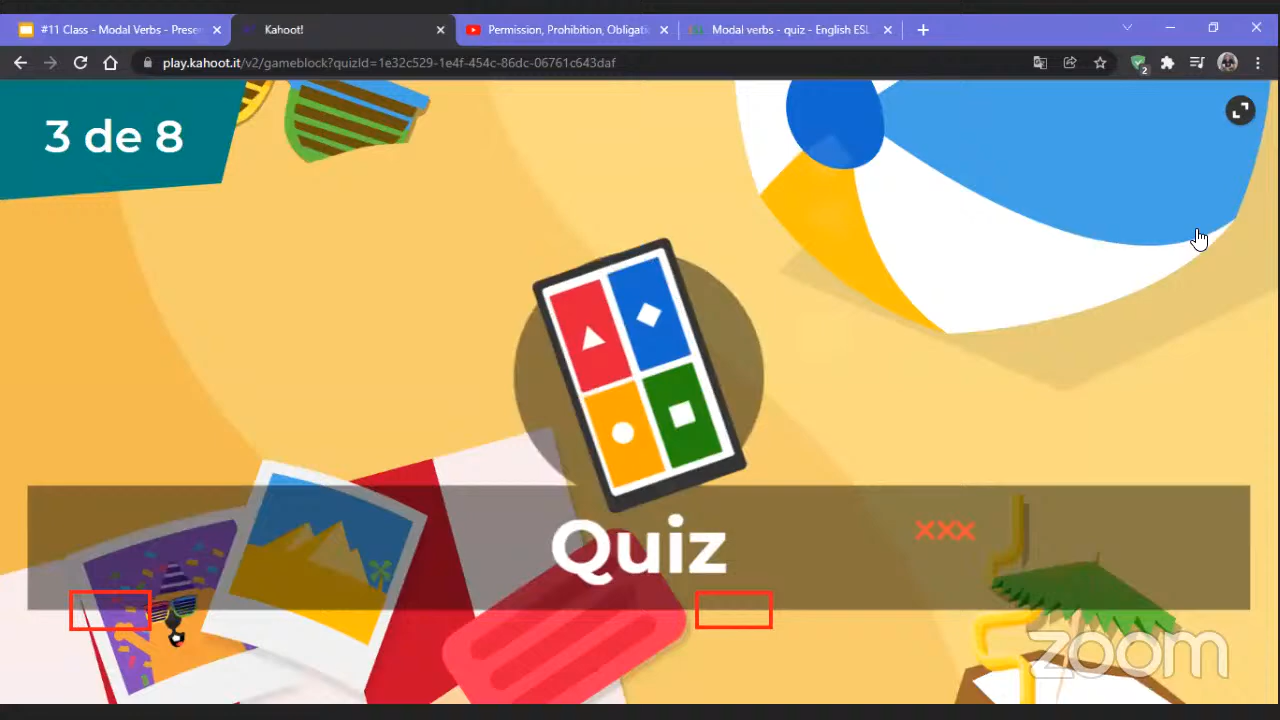 #11 Class - Modal Verbs - Prese
Kahoot!
Permission, Prohibition, Obligati
Modal verbs - quiz - English ESL
play.kahoot.it/v2/gameblock?quizId=1e32c529-1e4f-454c-86dc-06761c643daf
2
3 de 8
Quiz
xxx
zoom